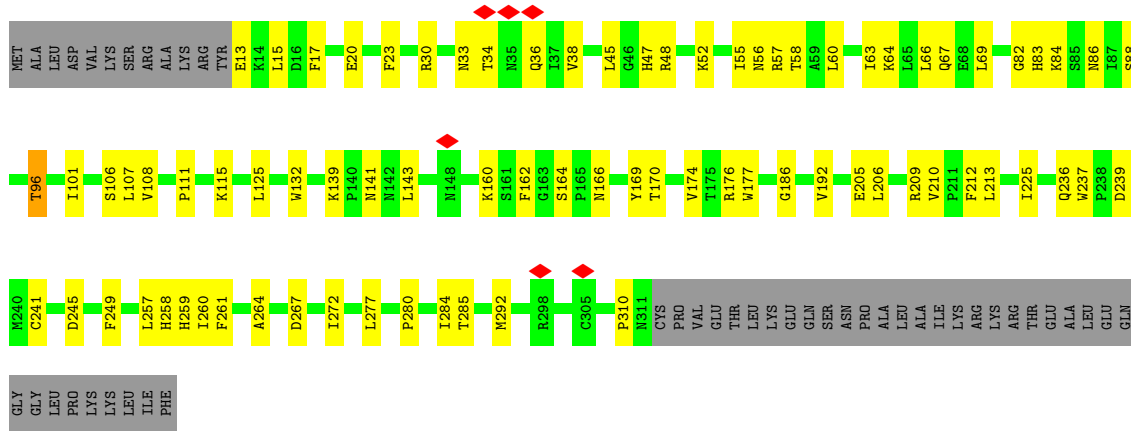 MET ALA LEU ASP VAL LYS SER ARG ALA LYS ARG TYR E13 K14 L15 D16 F17 E20 F23 R30 N33 T34 N35 Q36 I37 V38 L45 G46 H47 R48 K52 I55 N56 R57 T58 A59 L60 I63 K64 L65 L66 Q67 E68 L69 G82 H83 K84 S85 N86 I87 S88
T96 I101 S106 L107 V108 P111 K115 L125 W132 K139 P140 N141 N142 L143 N148 K160 S161 F162 G163 S164 P165 N166 Y169 T170 V174 T175 R176 W177 G186 V192 E205 L206 R209 V210 P211 F212 L213 I225 Q236 W237 P238 D239
M240 C241 D245 F249 L257 H258 H259 I260 F261 A264 D267 I272 L277 P280 I284 T285 M292 R298 C305 P310 N311 CYS PRO VAL GLU THR LEU LYS GLU GLN SER ASN PRO ALA LEU ALA ILE LYS ARG LYS ARG THR GLU ALA LEU GLU GLN
GLY GLY LEU PRO LYS LYS LEU ILE PHE